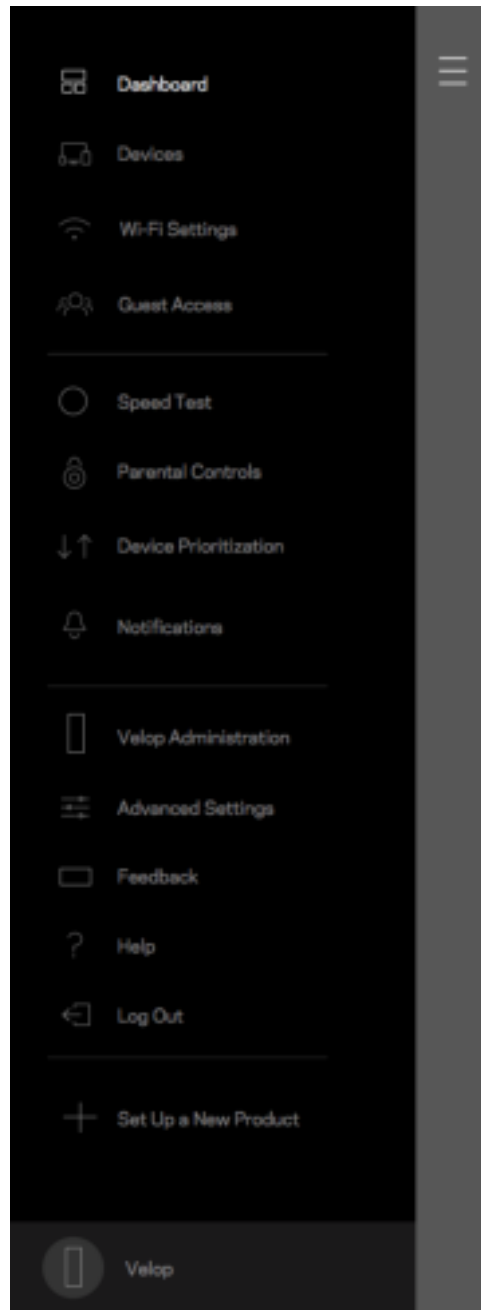 Dashboard
Devices
Wi-Fi Settings
Guest Access
Speed Test
Parental Controls
Device Prioritization
Notifications
Velop Administration
Advanced Settings
Feedback
Help
Log Out
Set Up a New Product
Velop